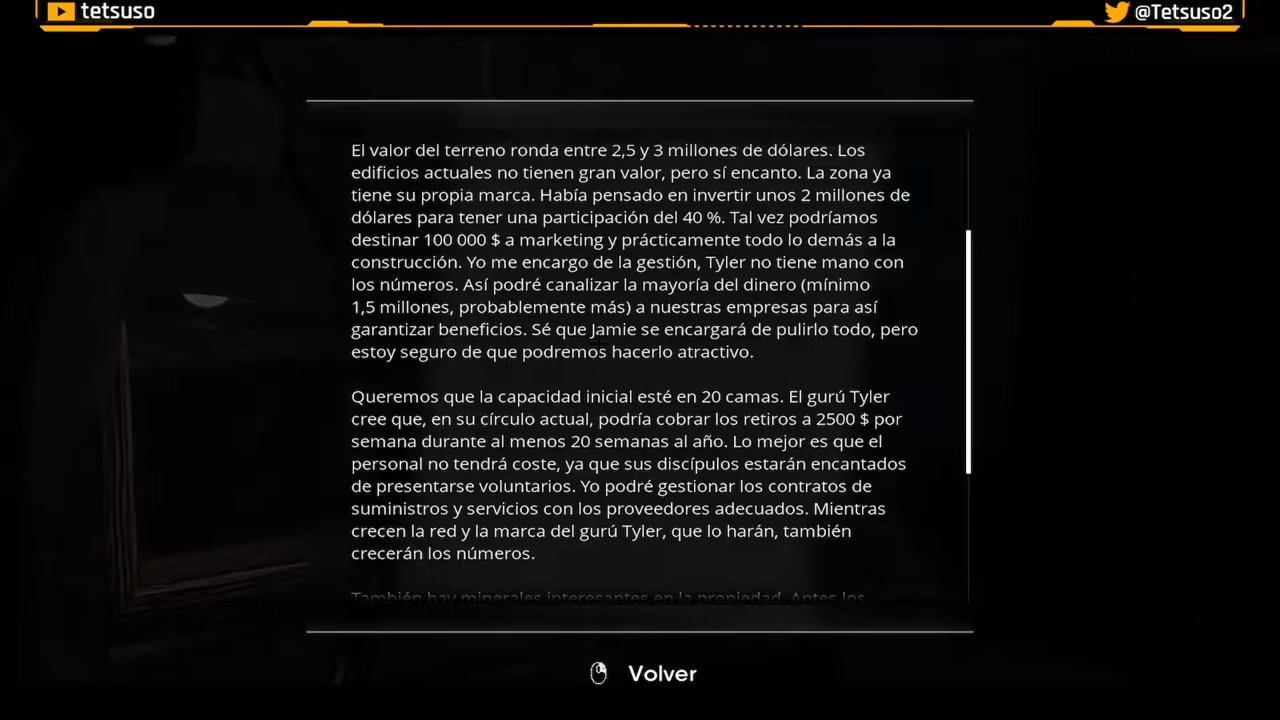 tetsuso
@Tetsuso2
El valor del terreno ronda entre 2,5 y 3 millones de dólares. Los
edificios actuales no tienen gran valor, pero sí encanto. La zona ya
tiene su propia marca. Había pensado en invertir unos 2 millones de
dólares para tener una participación del 40 %. Tal vez podríamos
destinar 100 000 $ a marketing y prácticamente todo lo demás a la
construcción. Yo me encargo de la gestión, Tyler no tiene mano con
los números. Así podré canalizar la mayoría del dinero (mínimo
1,5 millones, probablemente más) a nuestras empresas para así
garantizar beneficios. Sé que Jamie se encargará de pulirlo todo, pero
estoy seguro de que podremos hacerlo atractivo.
Queremos que la capacidad inicial esté en 20 camas. El gurú Tyler
cree que, en su círculo actual, podría cobrar los retiros a 2500 $ por
semana durante al menos 20 semanas al año. Lo mejor es que el
personal no tendrá coste, ya que sus discípulos estarán encantados
de presentarse voluntarios. Yo podré gestionar los contratos de
suministros y servicios con los proveedores adecuados. Mientras
crecen la red y la marca del gurú Tyler, que lo harán, también
crecerán los números.
También hay minerales interesantes en la propiedad. Antes los
Volver